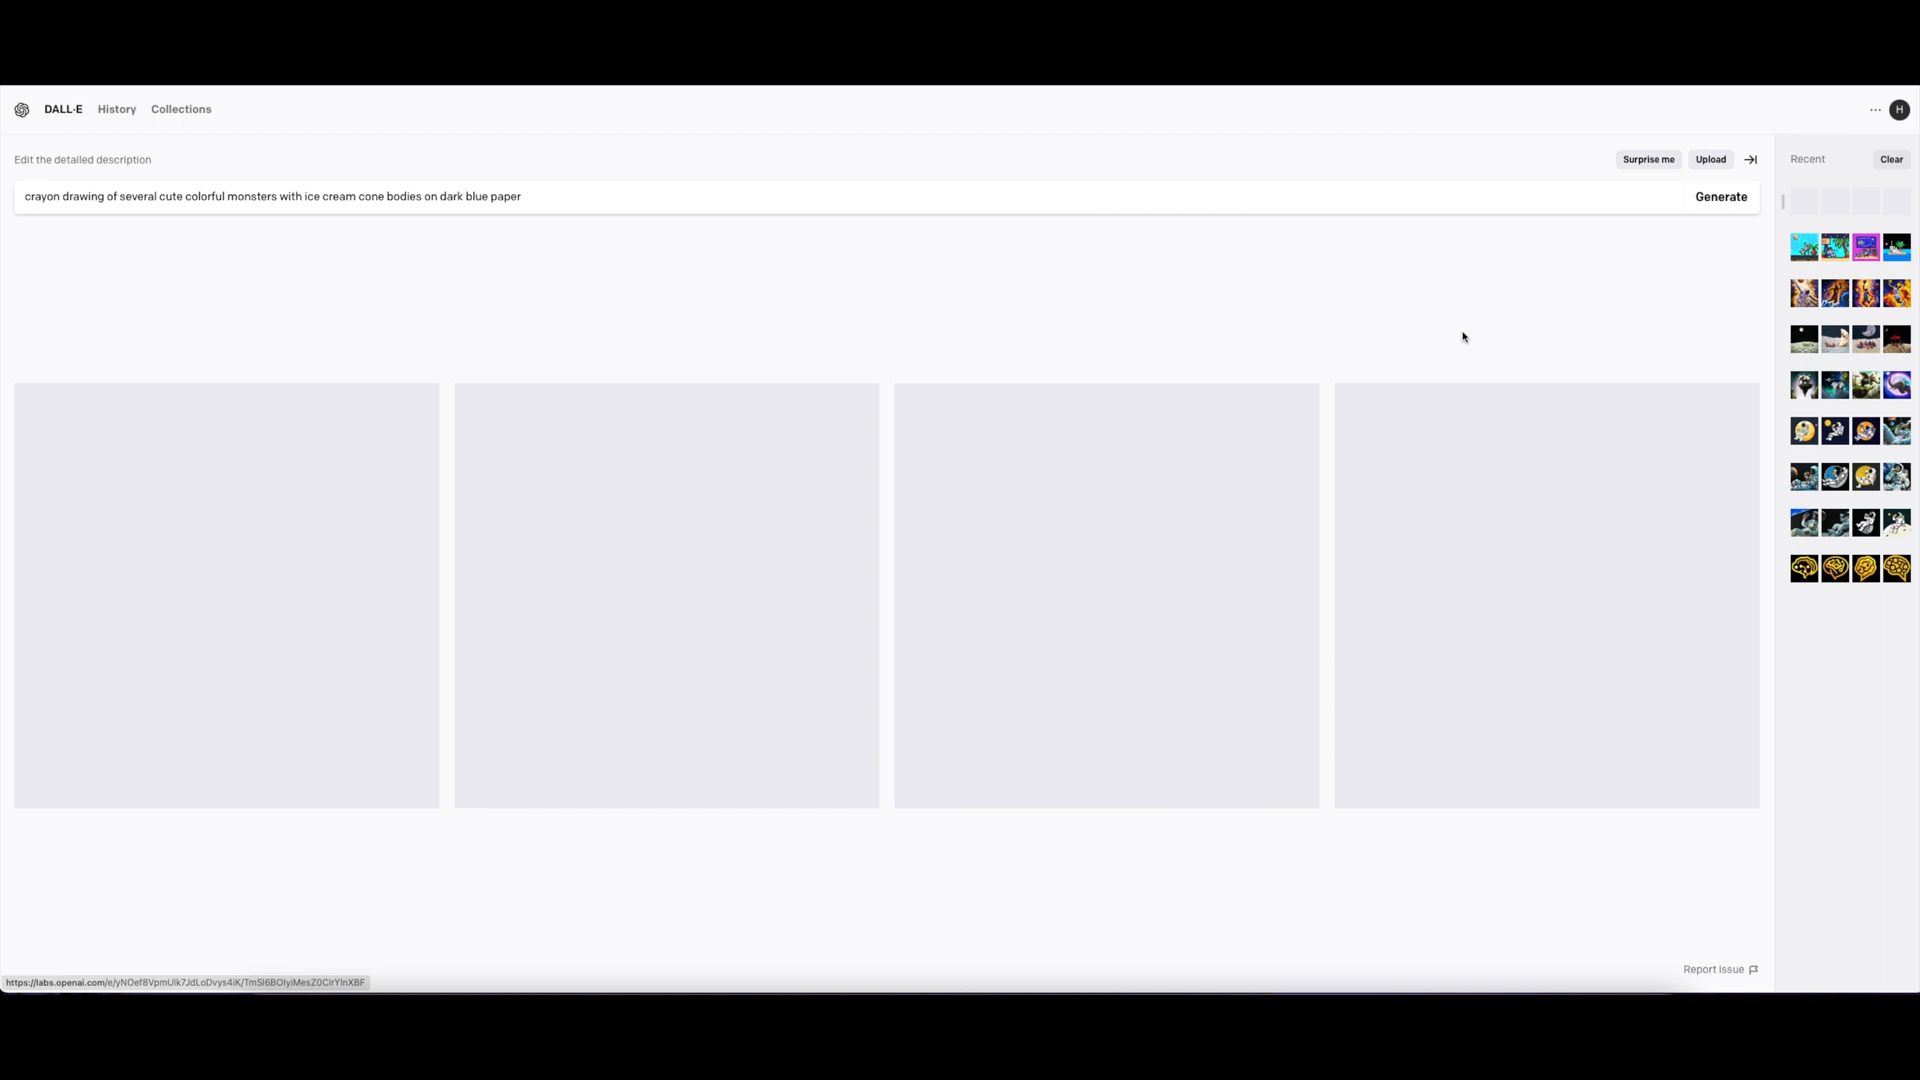 DALL·E History Collections
··· H
Edit the detailed description
Surprise me Upload
Recent Clear
crayon drawing of several cute colorful monsters with ice cream cone bodies on dark blue paper
Generate
Report issue